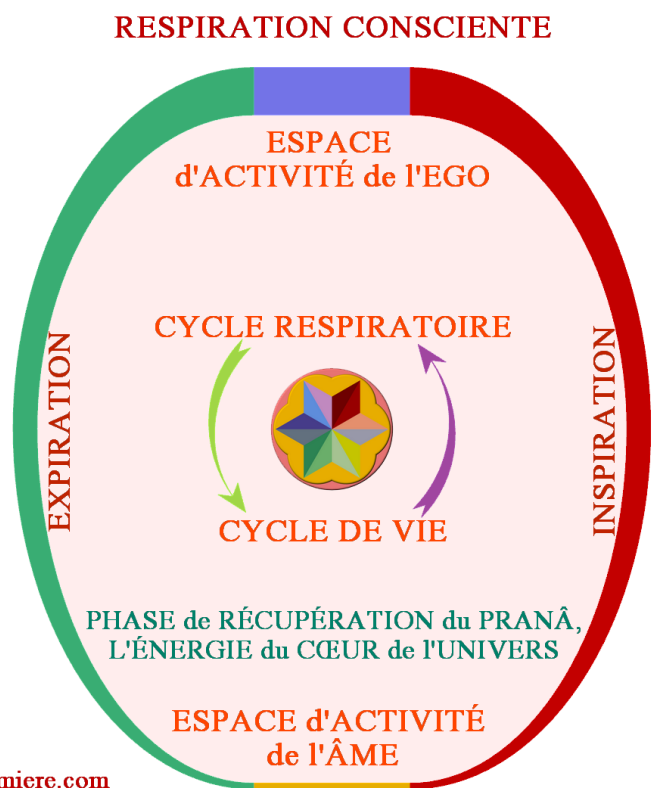 RESPIRATION CONSCIENTE
ESPACE
d'ACTIVITÉ de l'EGO
CYCLE RESPIRATOIRE
EXPIRATION
INSPIRATION
CYCLE DE VIE
PHASE de RÉCUPÉRATION du PRANÂ,
L'ÉNERGIE du CŒUR de l'UNIVERS
ESPACE d'ACTIVITÉ
de l'ÂME
miere.com